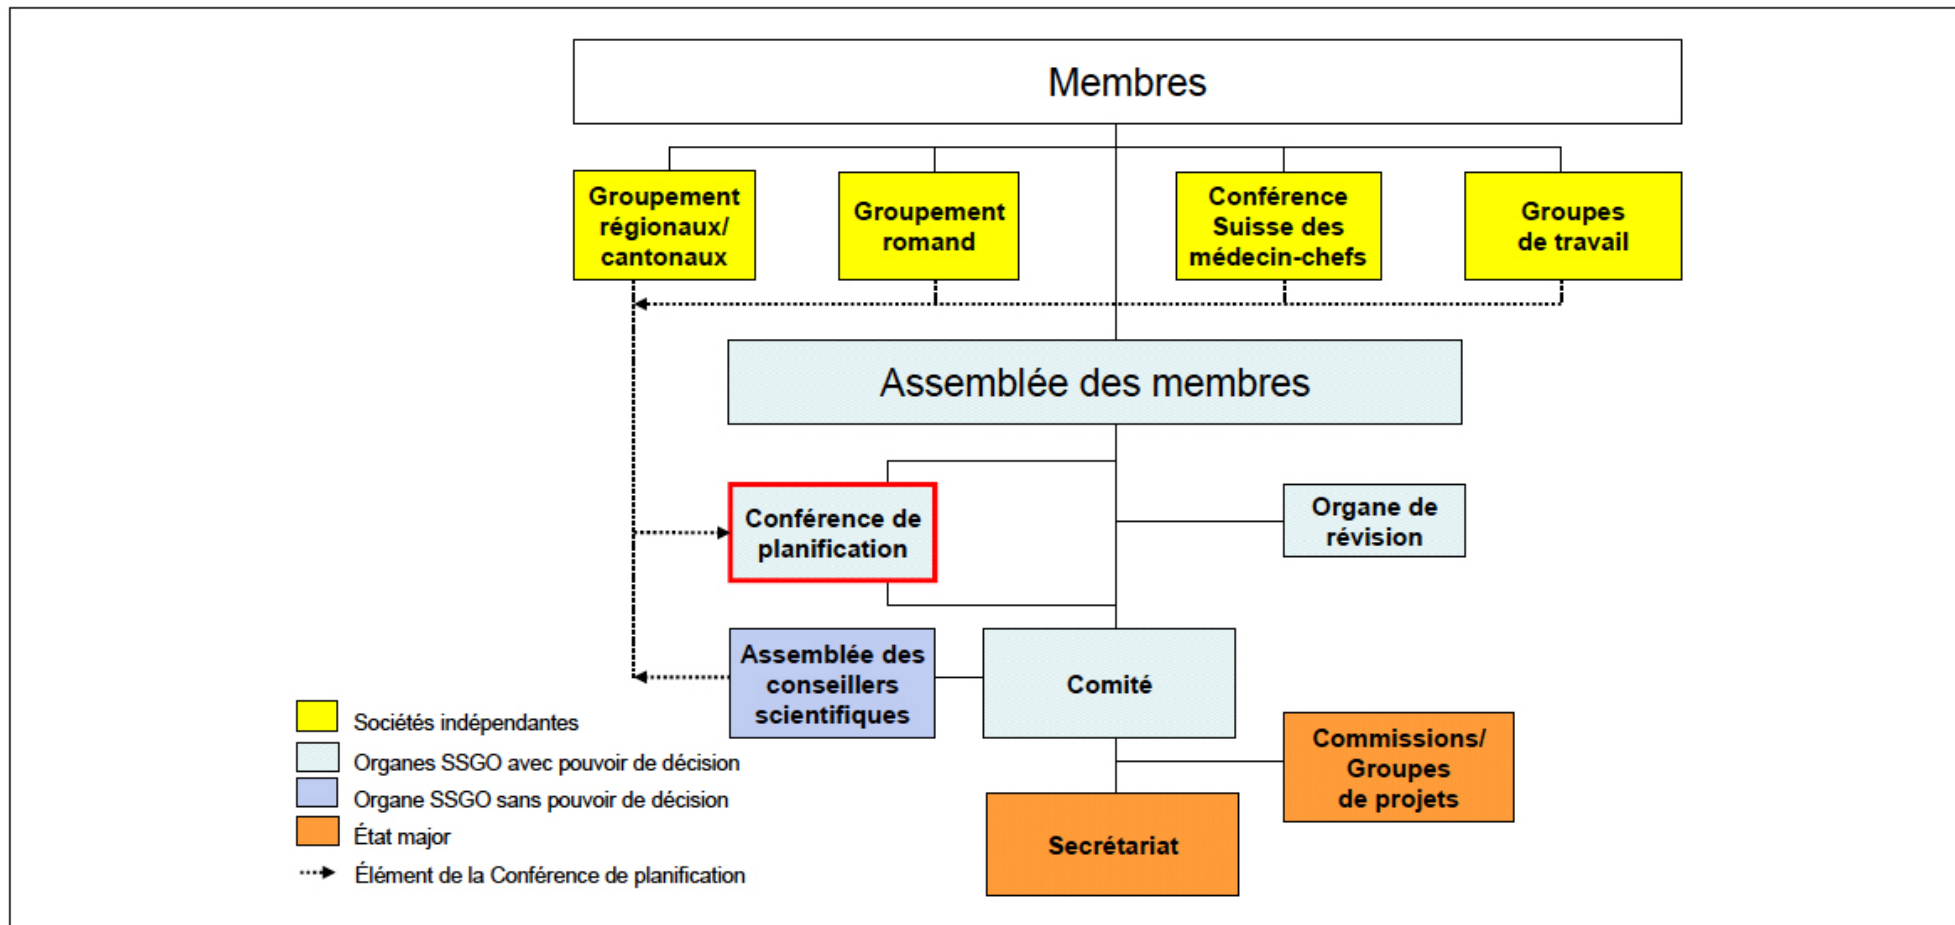 Membres
Groupement
régionaux/
cantonaux
Groupement
romand
Conférence
Suisse des
médecin-chefs
Groupes
de travail
Assemblée des membres
Conférence de
planification
Organe de
révision
Assemblée des
conseillers
scientifiques
Comité
Commissions/
Groupes
de projets
Secrétariat
Sociétés indépendantes
Organes SSGO avec pouvoir de décision
Organe SSGO sans pouvoir de décision
État major
Élément de la Conférence de planification